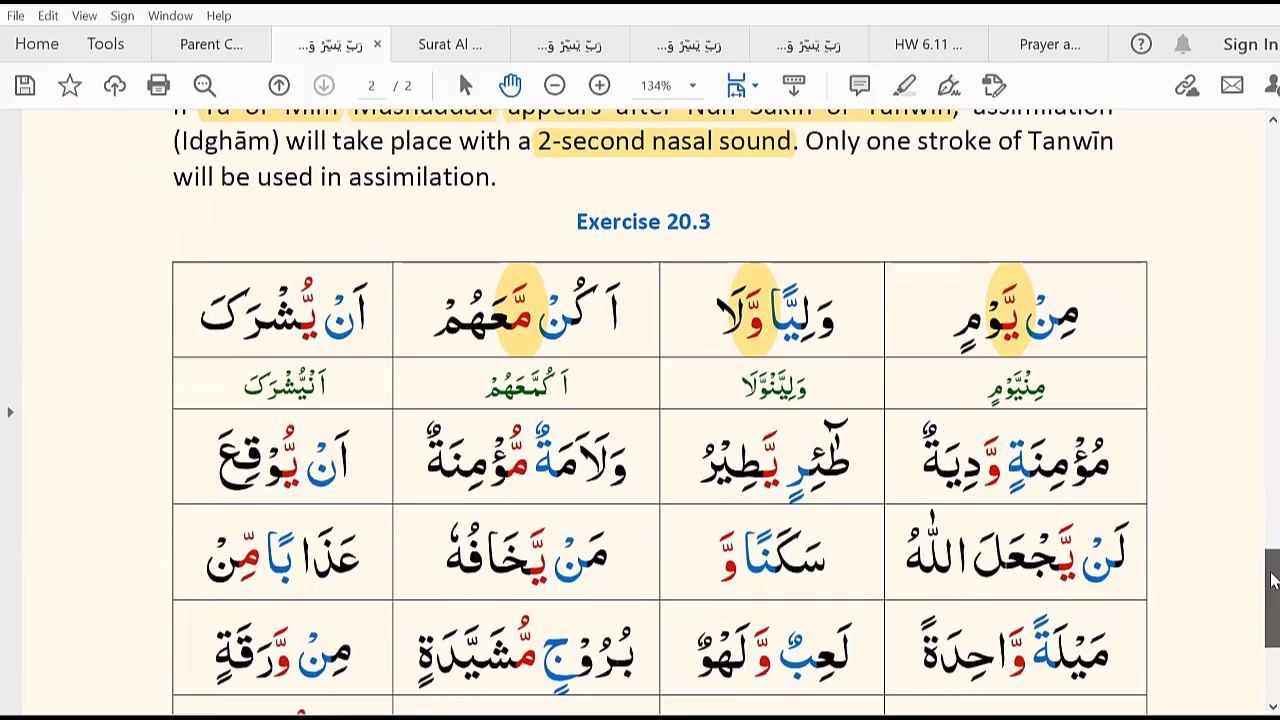 File Edit View Sign Window Help
Home Tools Parent C... رَبِّ يَسِّرْ وَ... × Surat Al ... رَبِّ يَسِّرْ وَ... رَبِّ يَسِّرْ وَ... رَبِّ يَسِّرْ وَ... HW 6.11 ... Prayer a... Sign In
2 / 2 134%
(Idghām) will take place with a 2-second nasal sound. Only one stroke of Tanwīn
will be used in assimilation.
Exercise 20.3
مِنْ يَّوْمٍ وَلِيًّا وَّلَا اَكُنْ مَّعَهُمْ اَنْ يُّشْرَكَ
مِنْيَّوْمٍ وَلِيَّنْوَّلَا اَكُمَّعَهُمْ اَنْيُّشْرَكَ
مُؤْمِنَةٍ وَّدِيَةٌ طٰٓئِرٍ يَّطِيْرُ وَلَاَمَةٌ مُّؤْمِنَةٌ اَنْ يُّوْقِعَ
لَنْ يَّجْعَلَ اللّٰهُ سَكَنًا وَّ مَنْ يَّخَافُهٗ عَذَابًا مِّنْ
مَيْلَةً وَّاحِدَةً لَعِبٌ وَّلَهْوٌ بُرُوْجٍ مُّشَيَّدَةٍ مِنْ وَّرَقَةٍ